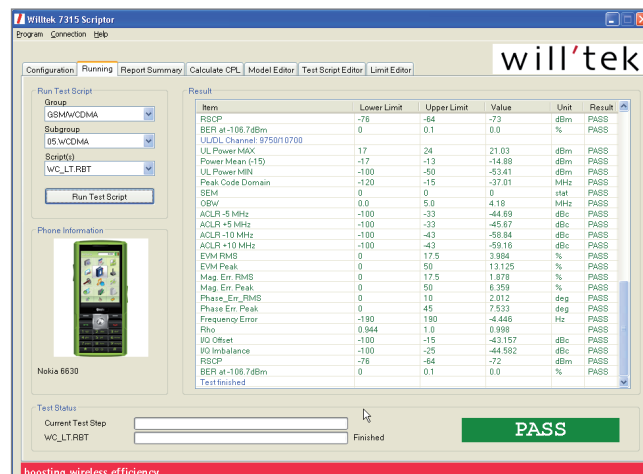 Willtek 7315 Scriptor
Program Connection Help
will'tek
Configuration Running Report Summary Calculate CPL Model Editor Test Script Editor Limit Editor
Run Test Script
Group
GSM/WCDMA
Subgroup
05.WCDMA
Script(s)
WC_LT.RBT
Run Test Script
Phone Information
Nokia 6630
Result
Item Lower Limit Upper Limit Value Unit Result
RSCP -76 -64 -73 dBm PASS
BER at -106.7dBm 0 0.1 0.0 % PASS
UL/DL Channel: 9750/10700
UL Power MAX 17 24 21.03 dBm PASS
Power Mean (-15) -17 -13 -14.88 dBm PASS
UL Power MIN -100 -50 -53.41 dBm PASS
Peak Code Domain -120 -15 -37.01 MHz PASS
SEM 0 0 0 stat PASS
OBW 0.0 5.0 4.18 MHz PASS
ACLR -5 MHz -100 -33 -44.69 dBc PASS
ACLR +5 MHz -100 -33 -45.67 dBc PASS
ACLR -10 MHz -100 -43 -58.84 dBc PASS
ACLR +10 MHz -100 -43 -59.16 dBc PASS
EVM RMS 0 17.5 3.984 % PASS
EVM Peak 0 50 13.125 % PASS
Mag. Err. RMS 0 17.5 1.878 % PASS
Mag. Err. Peak 0 50 6.359 % PASS
Phase_Err_RMS 0 10 2.012 deg PASS
Phase Err. Peak 0 45 7.533 deg PASS
Frequency Error -190 190 -4.446 Hz PASS
Rho 0.944 1.0 0.998 PASS
I/Q Offset -100 -15 -43.157 dBc PASS
I/Q Imbalance -100 -25 -44.582 dBc PASS
RSCP -76 -64 -72 dBm PASS
BER at -106.7dBm 0 0.1 0.0 % PASS
Test finished
Test Status
Current Test Step
WC_LT.RBT Finished
PASS
boosting wireless efficiency